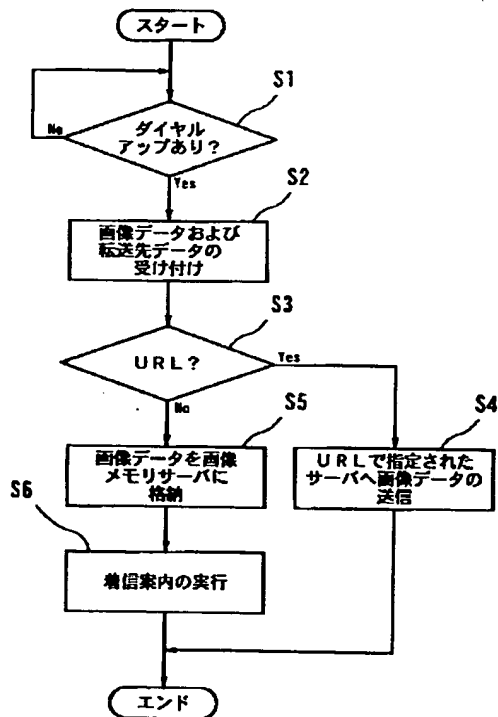 スタート
S1
ダイヤル
アップあり？
No
Yes
S2
画像データおよび
転送先データの
受け付け
S3
URL？
Yes
No
S5
画像データを画像
メモリサーバに
格納
S4
URLで指定された
サーバへ画像データの
送信
S6
着信案内の実行
エンド